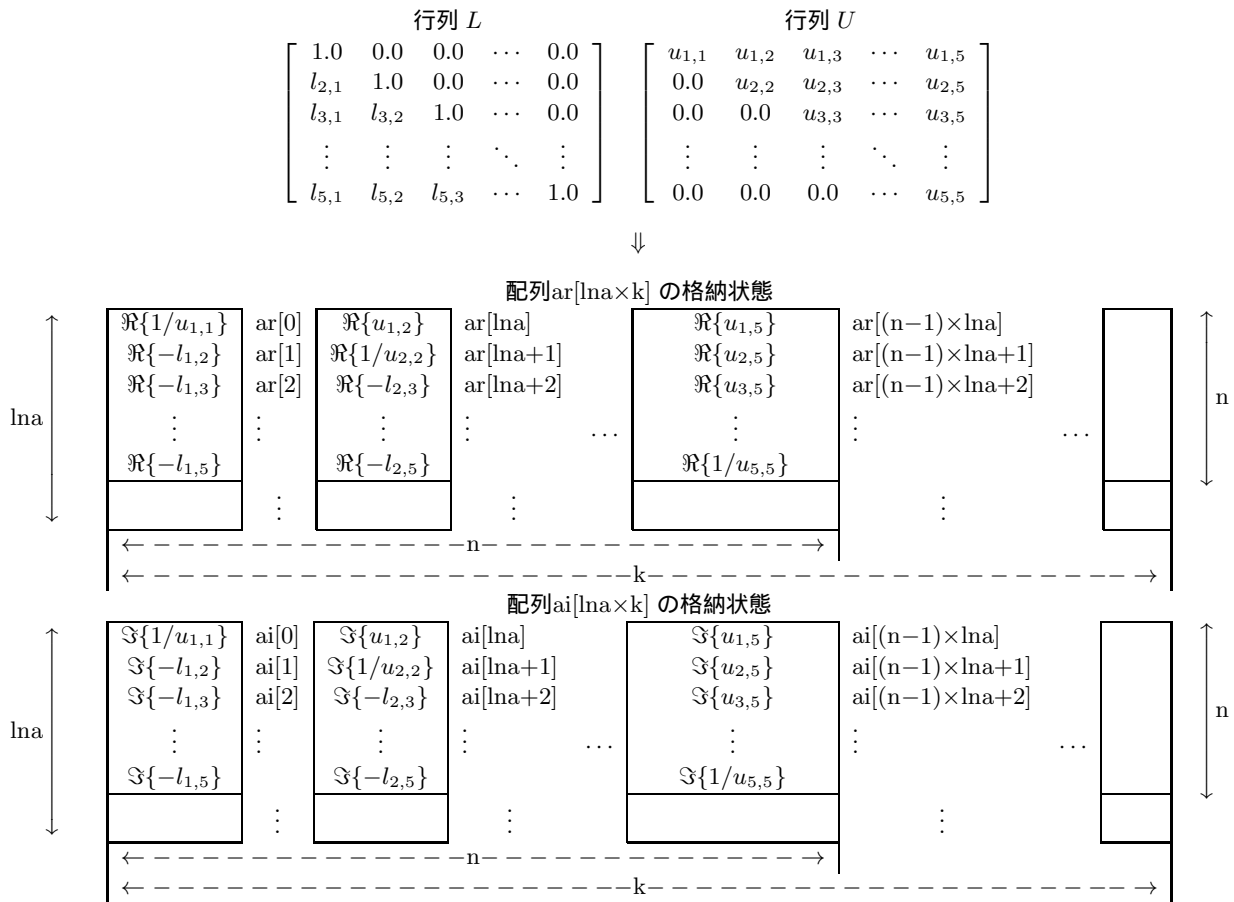 行列 L 行列 U
1.0 0.0 0.0 ⋯ 0.0 u1,1 u1,2 u1,3 ⋯ u1,5
l2,1 1.0 0.0 ⋯ 0.0 0.0 u2,2 u2,3 ⋯ u2,5
l3,1 l3,2 1.0 ⋯ 0.0 0.0 0.0 u3,3 ⋯ u3,5
⋮ ⋮ ⋮ ⋱ ⋮ ⋮ ⋮ ⋮ ⋱ ⋮
l5,1 l5,2 l5,3 ⋯ 1.0 0.0 0.0 0.0 ⋯ u5,5
⇓
配列ar[lna×k] の格納状態
ℜ{1/u1,1} ar[0] ℜ{u1,2} ar[lna] ℜ{u1,5} ar[(n−1)×lna]
ℜ{−l1,2} ar[1] ℜ{1/u2,2} ar[lna+1] ℜ{u2,5} ar[(n−1)×lna+1]
ℜ{−l1,3} ar[2] ℜ{−l2,3} ar[lna+2] ℜ{u3,5} ar[(n−1)×lna+2]
lna ⋮ ⋮ ⋮ ⋮ ⋯ ⋮ ⋮ ⋯ n
ℜ{−l1,5} ℜ{−l2,5} ℜ{1/u5,5}
⋮ ⋮ ⋮
n
k
配列ai[lna×k] の格納状態
ℑ{1/u1,1} ai[0] ℑ{u1,2} ai[lna] ℑ{u1,5} ai[(n−1)×lna]
ℑ{−l1,2} ai[1] ℑ{1/u2,2} ai[lna+1] ℑ{u2,5} ai[(n−1)×lna+1]
ℑ{−l1,3} ai[2] ℑ{−l2,3} ai[lna+2] ℑ{u3,5} ai[(n−1)×lna+2]
lna ⋮ ⋮ ⋮ ⋮ ⋯ ⋮ ⋮ ⋯ n
ℑ{−l1,5} ℑ{−l2,5} ℑ{1/u5,5}
⋮ ⋮ ⋮
n
k